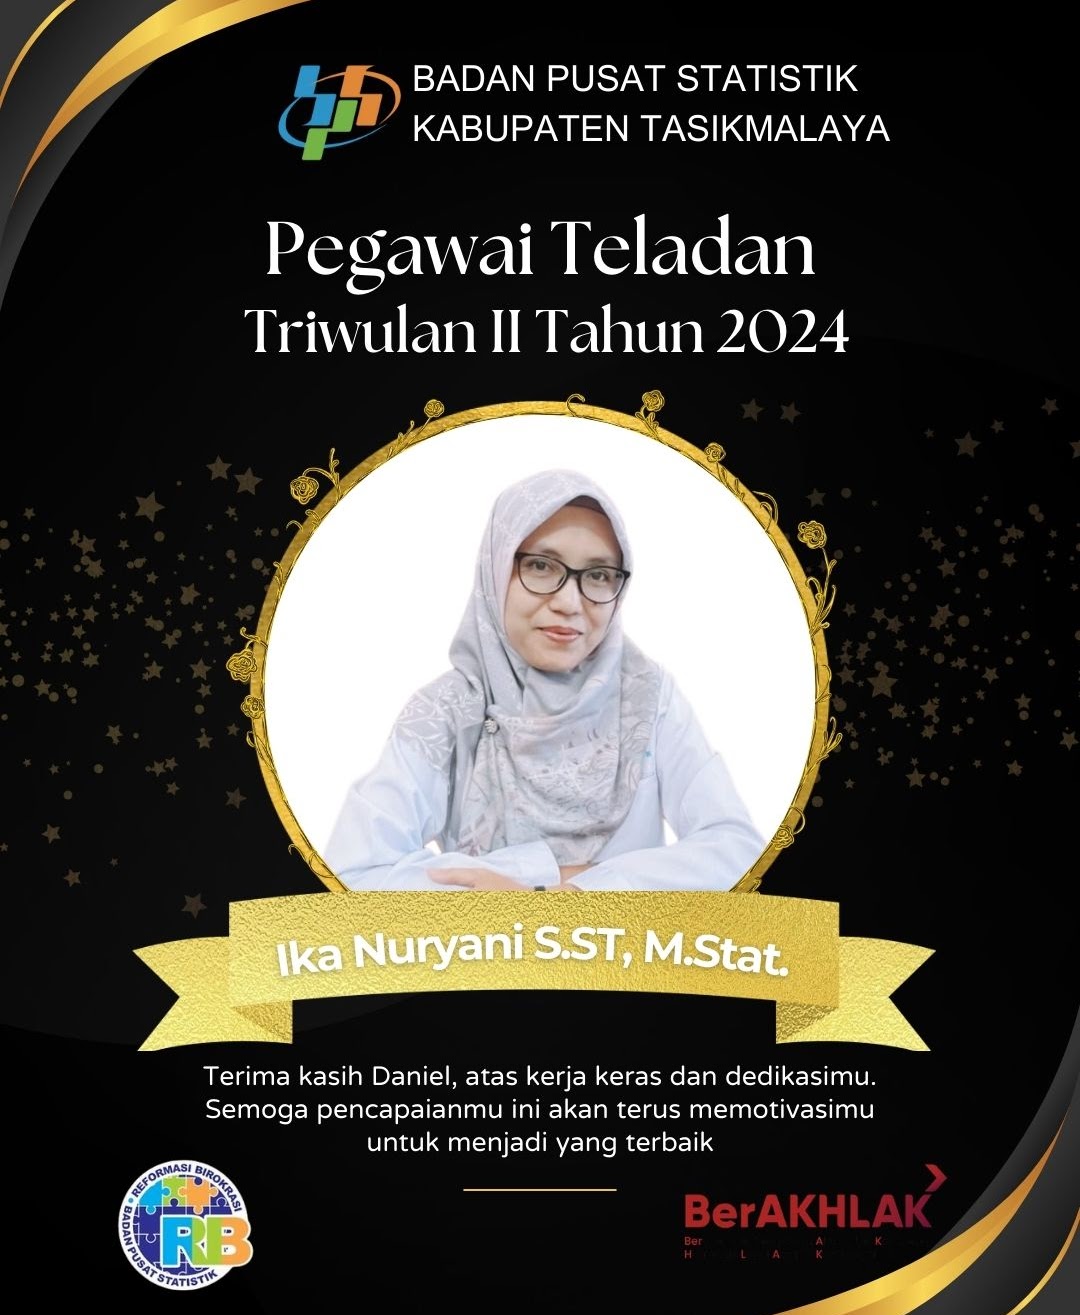 BADAN PUSAT STATISTIK
KABUPATEN TASIKMALAYA
Pegawai Teladan
Triwulan II Tahun 2024
Ika Nuryani S.ST, M.Stat.
Terima kasih Daniel, atas kerja keras dan dedikasimu.
Semoga pencapaianmu ini akan terus memotivasimu
untuk menjadi yang terbaik
REFORMASI BIROKRASI
RB
BADAN PUSAT STATISTIK
BerAKHLAK
Ber A K
H L A K